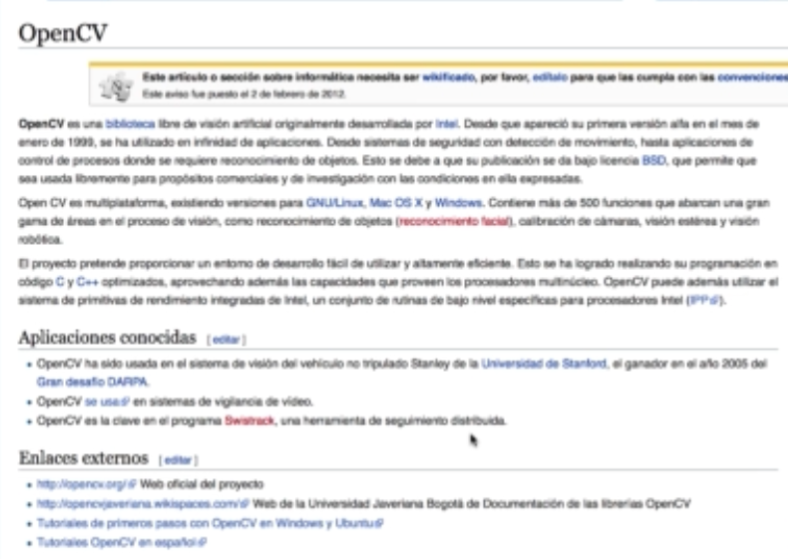 OpenCV
Este artículo o sección sobre informática necesita ser wikificado, por favor, edítalo para que las cumpla con las convenciones
Este aviso fue puesto el 2 de febrero de 2012.
OpenCV es una biblioteca libre de visión artificial originalmente desarrollada por Intel. Desde que apareció su primera versión alfa en el mes de
enero de 1999, se ha utilizado en infinidad de aplicaciones. Desde sistemas de seguridad con detección de movimiento, hasta aplicaciones de
control de procesos donde se requiere reconocimiento de objetos. Esto se debe a que su publicación se da bajo licencia BSD, que permite que
sea usada libremente para propósitos comerciales y de investigación con las condiciones en ella expresadas.
Open CV es multiplataforma, existiendo versiones para GNU/Linux, Mac OS X y Windows. Contiene más de 500 funciones que abarcan una gran
gama de áreas en el proceso de visión, como reconocimiento de objetos (reconocimiento facial), calibración de cámaras, visión estérea y visión
robótica.
El proyecto pretende proporcionar un entorno de desarrollo fácil de utilizar y altamente eficiente. Esto se ha logrado realizando su programación en
código C y C++ optimizados, aprovechando además las capacidades que proveen los procesadores multinúcleo. OpenCV puede además utilizar el
sistema de primitivas de rendimiento integradas de Intel, un conjunto de rutinas de bajo nivel específicas para procesadores Intel (IPP).
Aplicaciones conocidas [editar]
OpenCV ha sido usada en el sistema de visión del vehículo no tripulado Stanley de la Universidad de Stanford, el ganador en el año 2005 del
Gran desafío DARPA.
OpenCV se usa en sistemas de vigilancia de vídeo.
OpenCV es la clave en el programa Swistrack, una herramienta de seguimiento distribuida.
Enlaces externos [editar]
http://opencv.org/ Web oficial del proyecto
http://opencvjaveriana.wikispaces.com/ Web de la Universidad Javeriana Bogotá de Documentación de las librerías OpenCV
Tutoriales de primeros pasos con OpenCV en Windows y Ubuntu
Tutoriales OpenCV en español